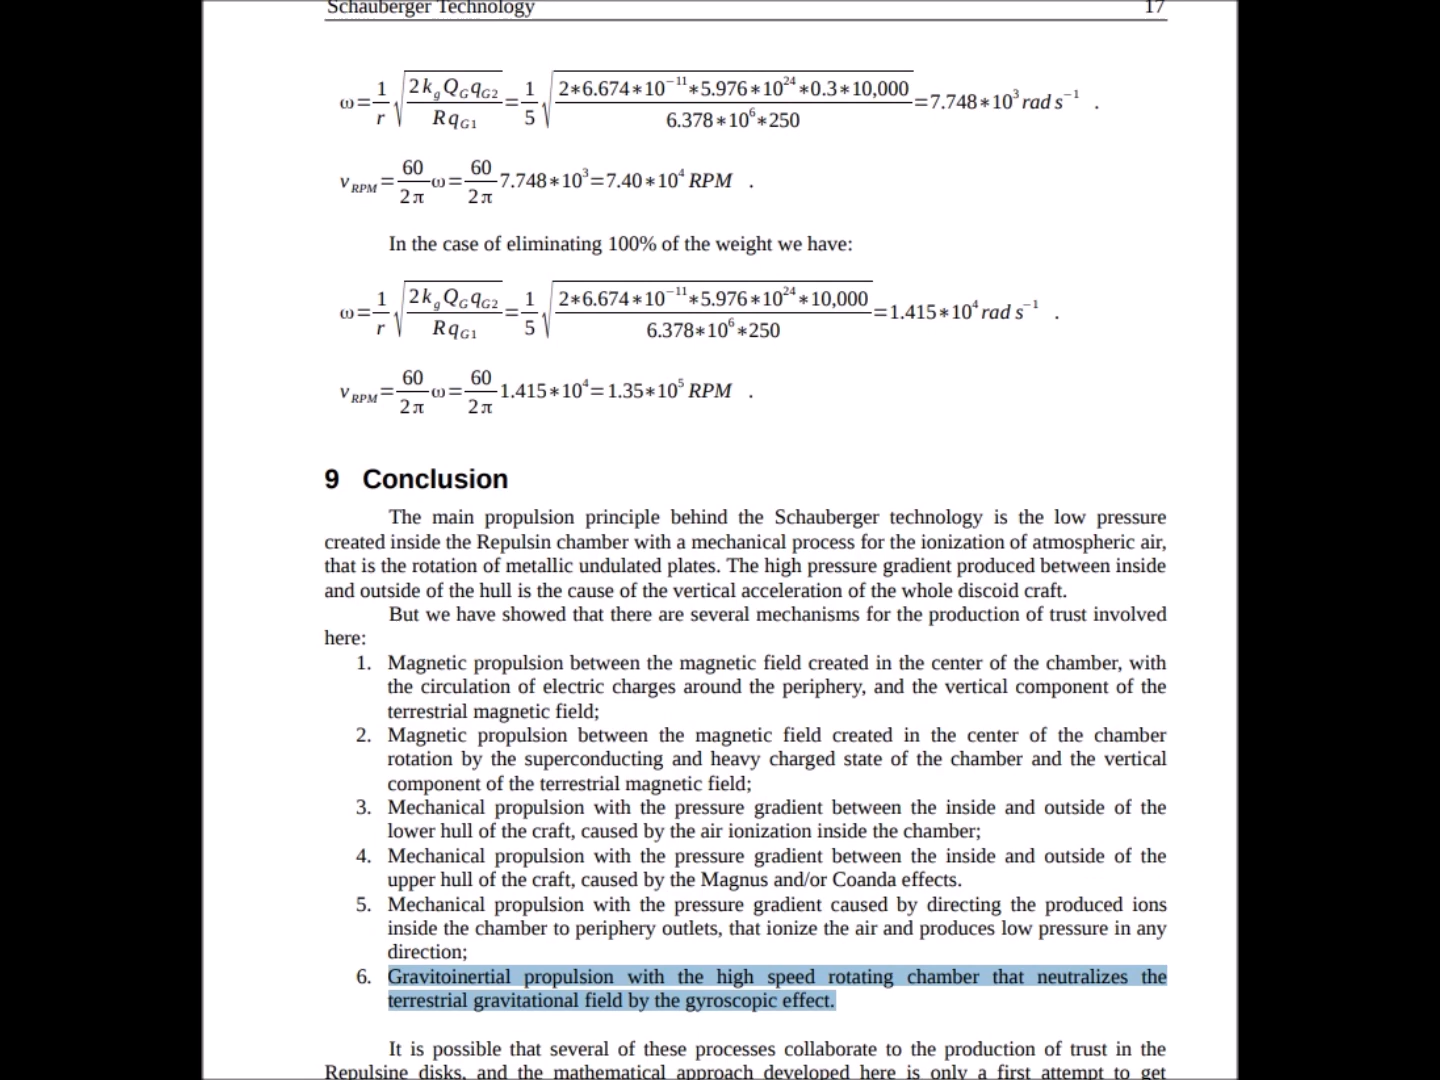 Schauberger Technology 17
ω = 1/r √(2 k_g Q_G q_G2 / R q_G1) = 1/5 √(2*6.674*10^−11*5.976*10^24*0.3*10,000 / 6.378*10^6*250) = 7.748*10^3 rad s^−1 .
v_RPM = 60/2π ω = 60/2π 7.748*10^3 = 7.40*10^4 RPM .
In the case of eliminating 100% of the weight we have:
ω = 1/r √(2 k_g Q_G q_G2 / R q_G1) = 1/5 √(2*6.674*10^−11*5.976*10^24*10,000 / 6.378*10^6*250) = 1.415*10^4 rad s^−1 .
v_RPM = 60/2π ω = 60/2π 1.415*10^4 = 1.35*10^5 RPM .
9 Conclusion
The main propulsion principle behind the Schauberger technology is the low pressure
created inside the Repulsin chamber with a mechanical process for the ionization of atmospheric air,
that is the rotation of metallic undulated plates. The high pressure gradient produced between inside
and outside of the hull is the cause of the vertical acceleration of the whole discoid craft.
But we have showed that there are several mechanisms for the production of trust involved
here:
1. Magnetic propulsion between the magnetic field created in the center of the chamber, with
the circulation of electric charges around the periphery, and the vertical component of the
terrestrial magnetic field;
2. Magnetic propulsion between the magnetic field created in the center of the chamber
rotation by the superconducting and heavy charged state of the chamber and the vertical
component of the terrestrial magnetic field;
3. Mechanical propulsion with the pressure gradient between the inside and outside of the
lower hull of the craft, caused by the air ionization inside the chamber;
4. Mechanical propulsion with the pressure gradient between the inside and outside of the
upper hull of the craft, caused by the Magnus and/or Coanda effects.
5. Mechanical propulsion with the pressure gradient caused by directing the produced ions
inside the chamber to periphery outlets, that ionize the air and produces low pressure in any
direction;
6. Gravitoinertial propulsion with the high speed rotating chamber that neutralizes the
terrestrial gravitational field by the gyroscopic effect.
It is possible that several of these processes collaborate to the production of trust in the
Repulsine disks, and the mathematical approach developed here is only a first attempt to get